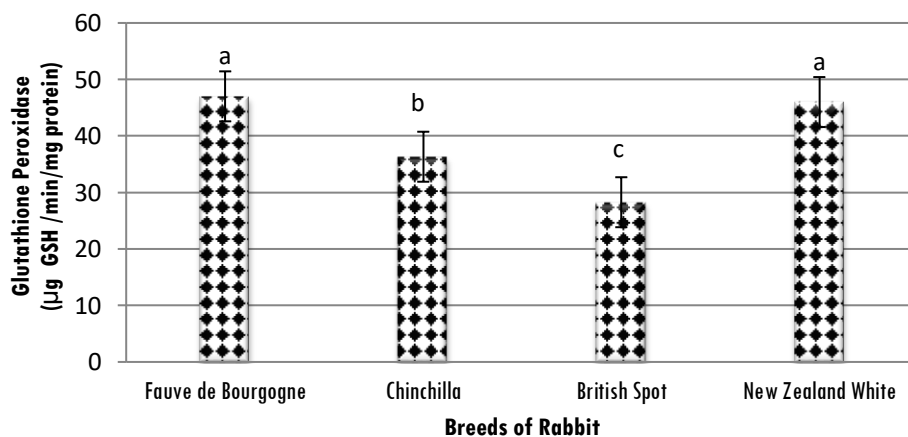 60
50
40
30
20
10
0
Glutathione Peroxidase
(µg GSH /min/mg protein)
a
b
c
a
Fauve de Bourgogne
Chinchilla
British Spot
New Zealand White
Breeds of Rabbit